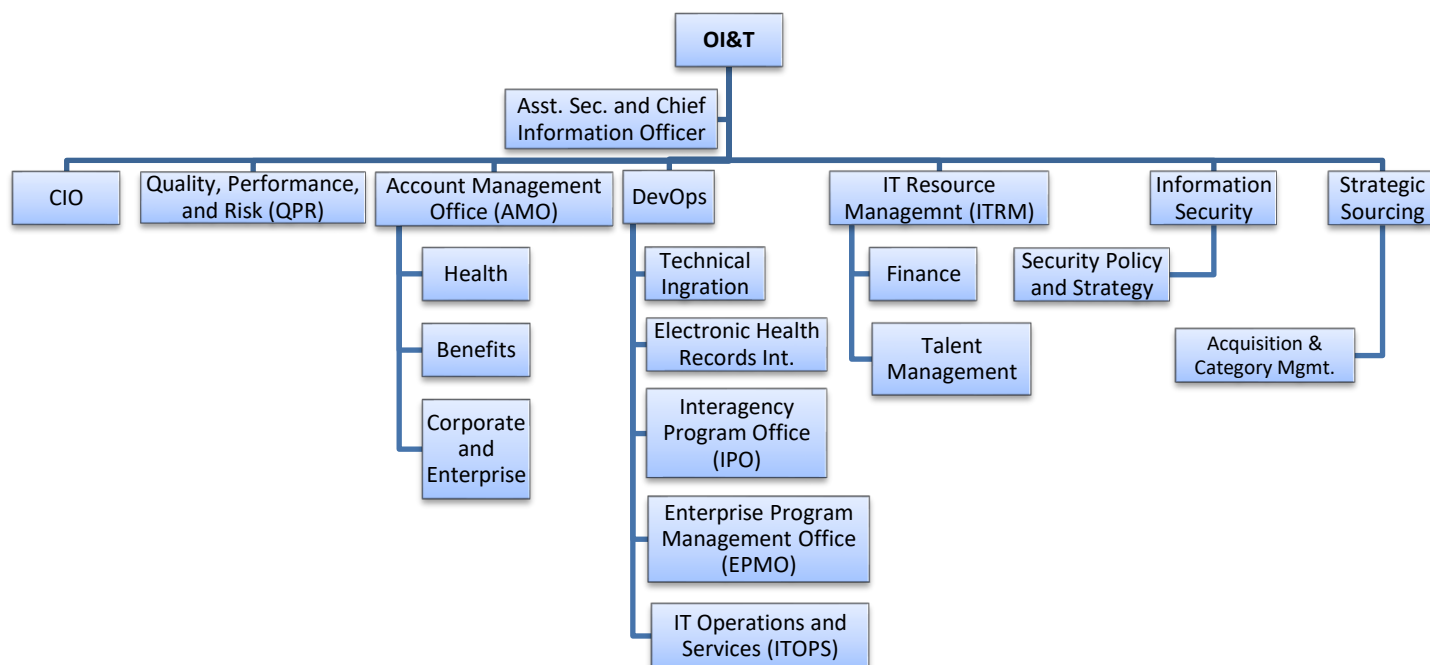 OI&T
Asst. Sec. and Chief
Information Officer
CIO
Quality, Performance,
and Risk (QPR)
Account Management
Office (AMO)
DevOps
IT Resource
Managemnt (ITRM)
Information
Security
Strategic
Sourcing
Health
Benefits
Corporate
and
Enterprise
Technical
Ingration
Electronic Health
Records Int.
Interagency
Program Office
(IPO)
Enterprise Program
Management Office
(EPMO)
IT Operations and
Services (ITOPS)
Finance
Talent
Management
Security Policy
and Strategy
Acquisition &
Category Mgmt.